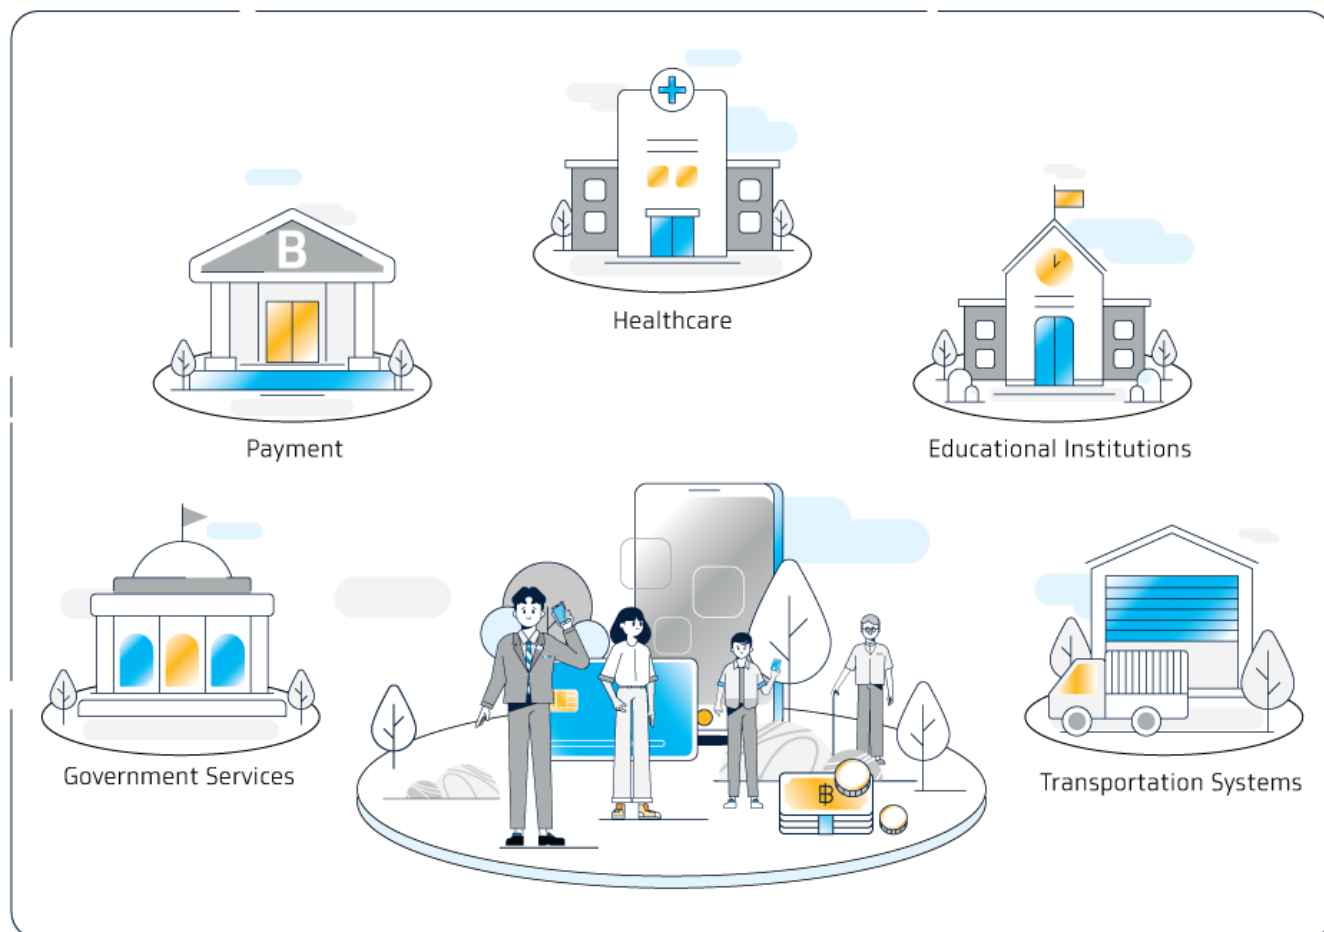 Healthcare
B
Payment
Educational Institutions
Government Services
฿
Transportation Systems